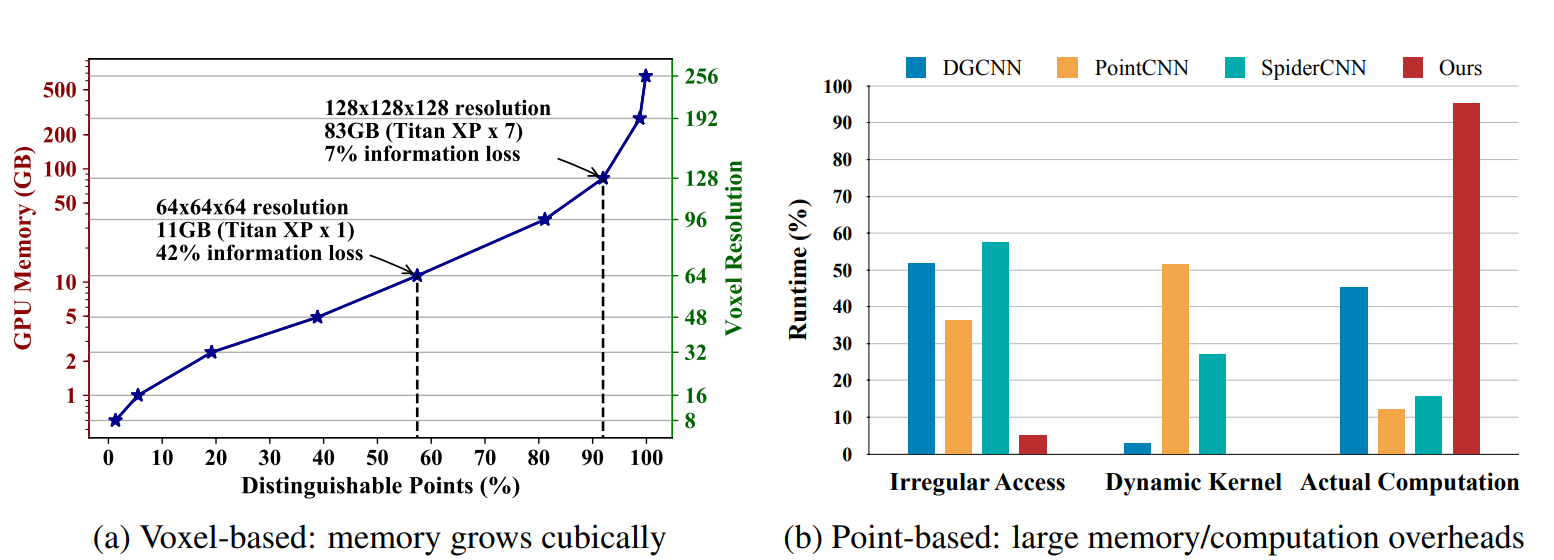 GPU Memory (GB)
500
200
100
50
10
5
2
1
128x128x128 resolution
83GB (Titan XP x 7)
7% information loss
64x64x64 resolution
11GB (Titan XP x 1)
42% information loss
256
192
128
96
64
48
32
16
8
Voxel Resolution
0 10 20 30 40 50 60 70 80 90 100
Distinguishable Points (%)
(a) Voxel-based: memory grows cubically
DGCNN PointCNN SpiderCNN Ours
Runtime (%)
100
90
80
70
60
50
40
30
20
10
0
Irregular Access Dynamic Kernel Actual Computation
(b) Point-based: large memory/computation overheads